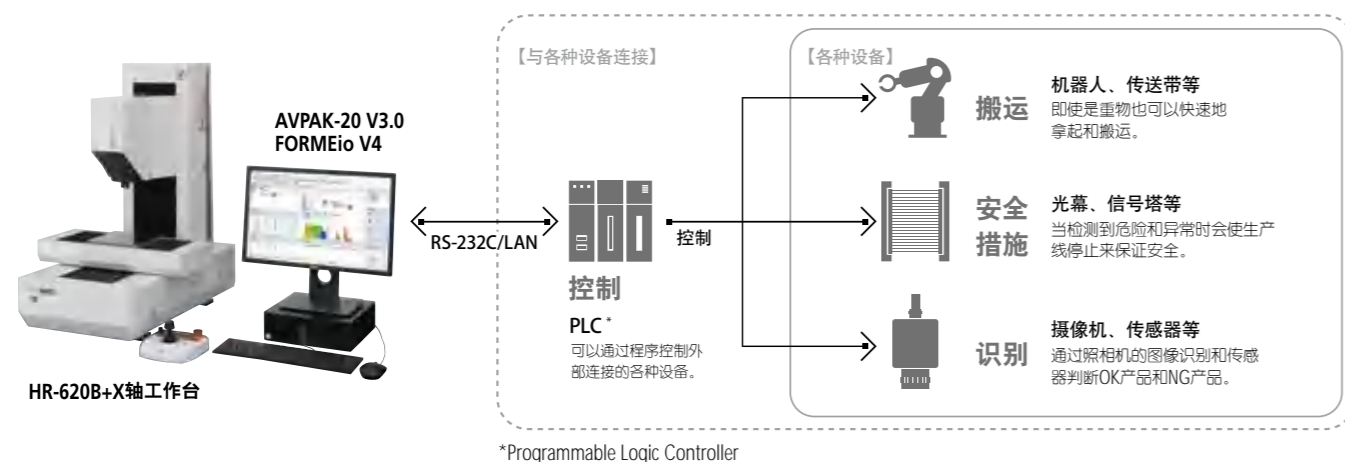 【与各种设备连接】
【各种设备】
AVPAK-20 V3.0
FORMEio V4
RS-232C/LAN
HR-620B+X轴工作台
控制
PLC*
可以通过程序控制外
部连接的各种设备。
控制
搬运
机器人、传送带等
即使是重物也可以快速地
拿起和搬运。
安全
措施
光幕、信号塔等
当检测到危险和异常时会使生产
线停止来保证安全。
识别
摄像机、传感器等
通过照相机的图像识别和传感
器判断OK产品和NG产品。
*Programmable Logic Controller